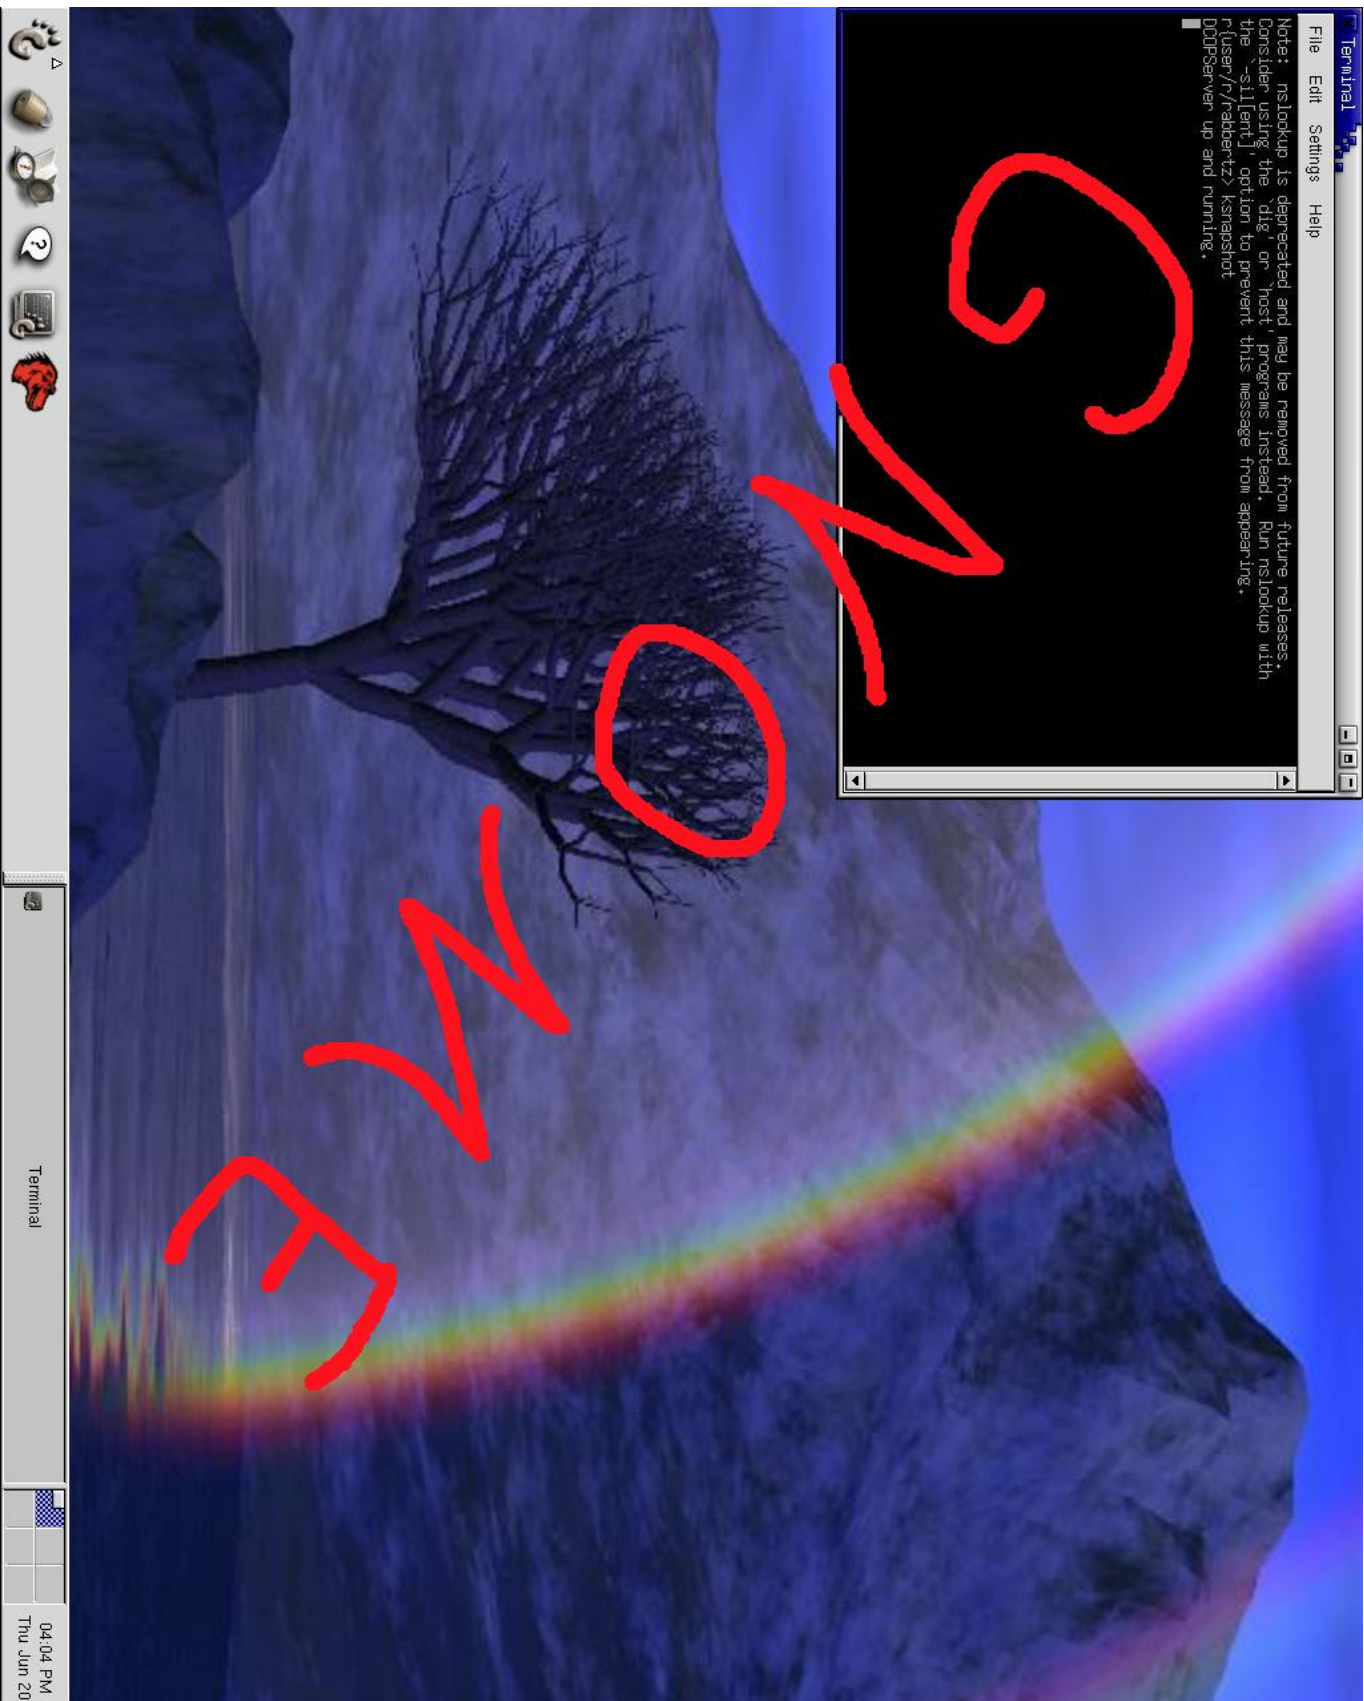 Terminal
File Edit Settings Help
Note: nslookup is deprecated and may be removed from future releases.
Consider using the `dig' or `host' programs instead. Run nslookup with
the `-sil[ent]' option to prevent this message from appearing.
r{user/r/rabbertz> ksnapshot
DCOPServer up and running.
GNOME
Terminal
04:04 PM
Thu Jun 20